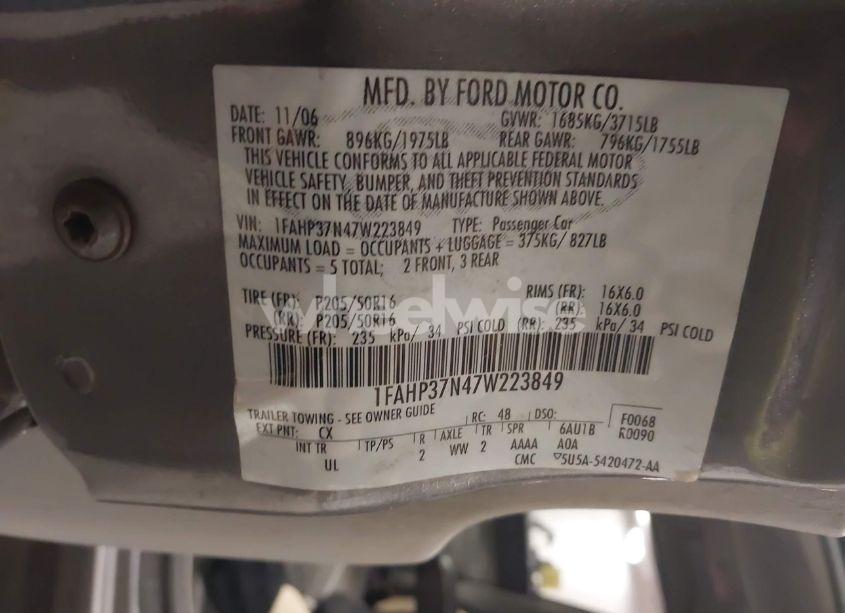 MFD. BY FORD MOTOR CO.
DATE: 11/06 GVWR: 1685KG/3715LB
FRONT GAWR: 896KG/1975LB REAR GAWR: 796KG/1755LB
THIS VEHICLE CONFORMS TO ALL APPLICABLE FEDERAL MOTOR
VEHICLE SAFETY, BUMPER, AND THEFT PREVENTION STANDARDS
IN EFFECT ON THE DATE OF MANUFACTURE SHOWN ABOVE.
VIN: 1FAHP37N47W223849 TYPE: Passenger Car
MAXIMUM LOAD = OCCUPANTS + LUGGAGE = 375KG/ 827LB
OCCUPANTS = 5 TOTAL; 2 FRONT, 3 REAR
TIRE (FR): P205/50R16 RIMS (FR): 16X6.0
(RR): P205/50R16 (RR): 16X6.0
PRESSURE (FR): 235 kPa/ 34 PSI COLD (RR): 235 kPa/ 34 PSI COLD
wheelwise
1FAHP37N47W223849
TRAILER TOWING - SEE OWNER GUIDE RC: 48 DSO:
EXT PNT: CX 6AU1B F0068
INT TR TP/PS R AXLE TR SPR A0A R0090
UL 2 WW 2 AAAA
CMC 5U5A-5420472-AA